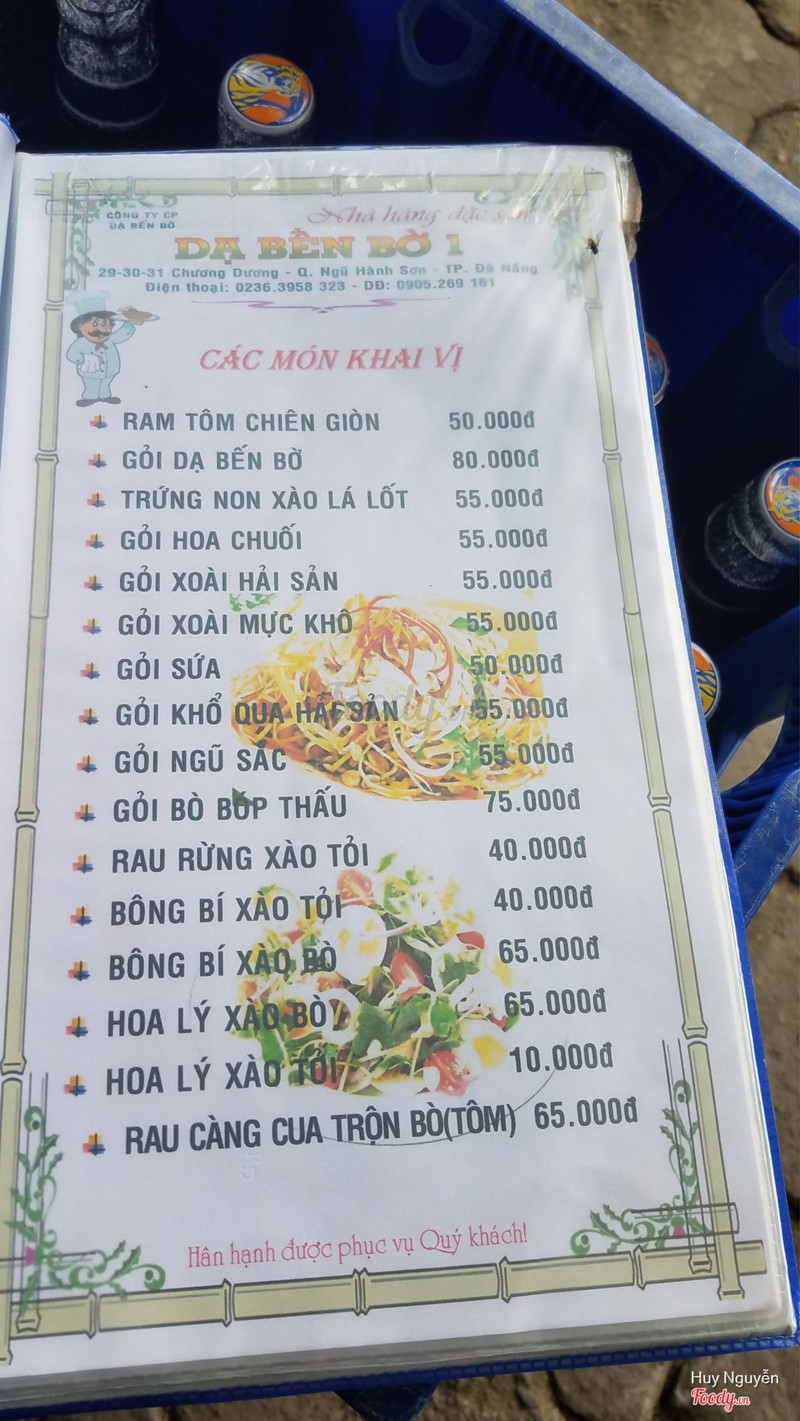 CÔNG TY CP
DẠ BẾN BỜ
Nhà hàng đặc sản
DẠ BẾN BỜ 1
29-30-31 Chương Dương - Q. Ngũ Hành Sơn - TP. Đà Nẵng
Điện thoại: 0236.3958 323 - DĐ: 0905.269 161
CÁC MÓN KHAI VỊ
RAM TÔM CHIÊN GIÒN 50.000đ
GỎI DẠ BẾN BỜ 80.000đ
TRỨNG NON XÀO LÁ LỐT 55.000đ
GỎI HOA CHUỐI 55.000đ
GỎI XOÀI HẢI SẢN 55.000đ
GỎI XOÀI MỰC KHÔ 55.000đ
GỎI SỨA 50.000đ
GỎI KHỔ QUA HẢI SẢN 55.000đ
GỎI NGŨ SẮC 55.000đ
GỎI BÒ BÓP THẤU 75.000đ
RAU RỪNG XÀO TỎI 40.000đ
BÔNG BÍ XÀO TỎI 40.000đ
BÔNG BÍ XÀO BÒ 65.000đ
HOA LÝ XÀO BÒ 65.000đ
HOA LÝ XÀO TỎI 10.000đ
RAU CÀNG CUA TRỘN BÒ(TÔM) 65.000đ
Hân hạnh được phục vụ Quý khách!
Huy Nguyễn
Foody.vn